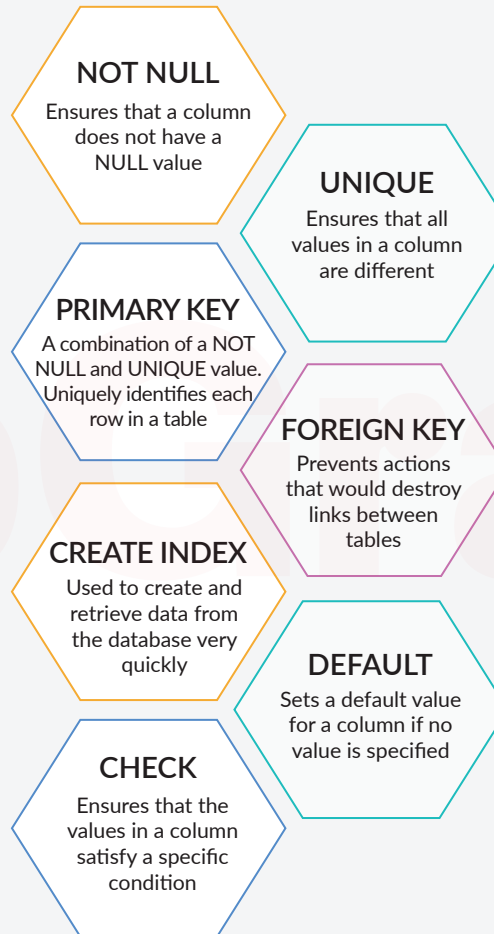 NOT NULL
Ensures that a column
does not have a
NULL value
UNIQUE
Ensures that all
values in a column
are different
PRIMARY KEY
A combination of a NOT
NULL and UNIQUE value.
Uniquely identifies each
row in a table
FOREIGN KEY
Prevents actions
that would destroy
links between
tables
CREATE INDEX
Used to create and
retrieve data from
the database very
quickly
DEFAULT
Sets a default value
for a column if no
value is specified
CHECK
Ensures that the
values in a column
satisfy a specific
condition